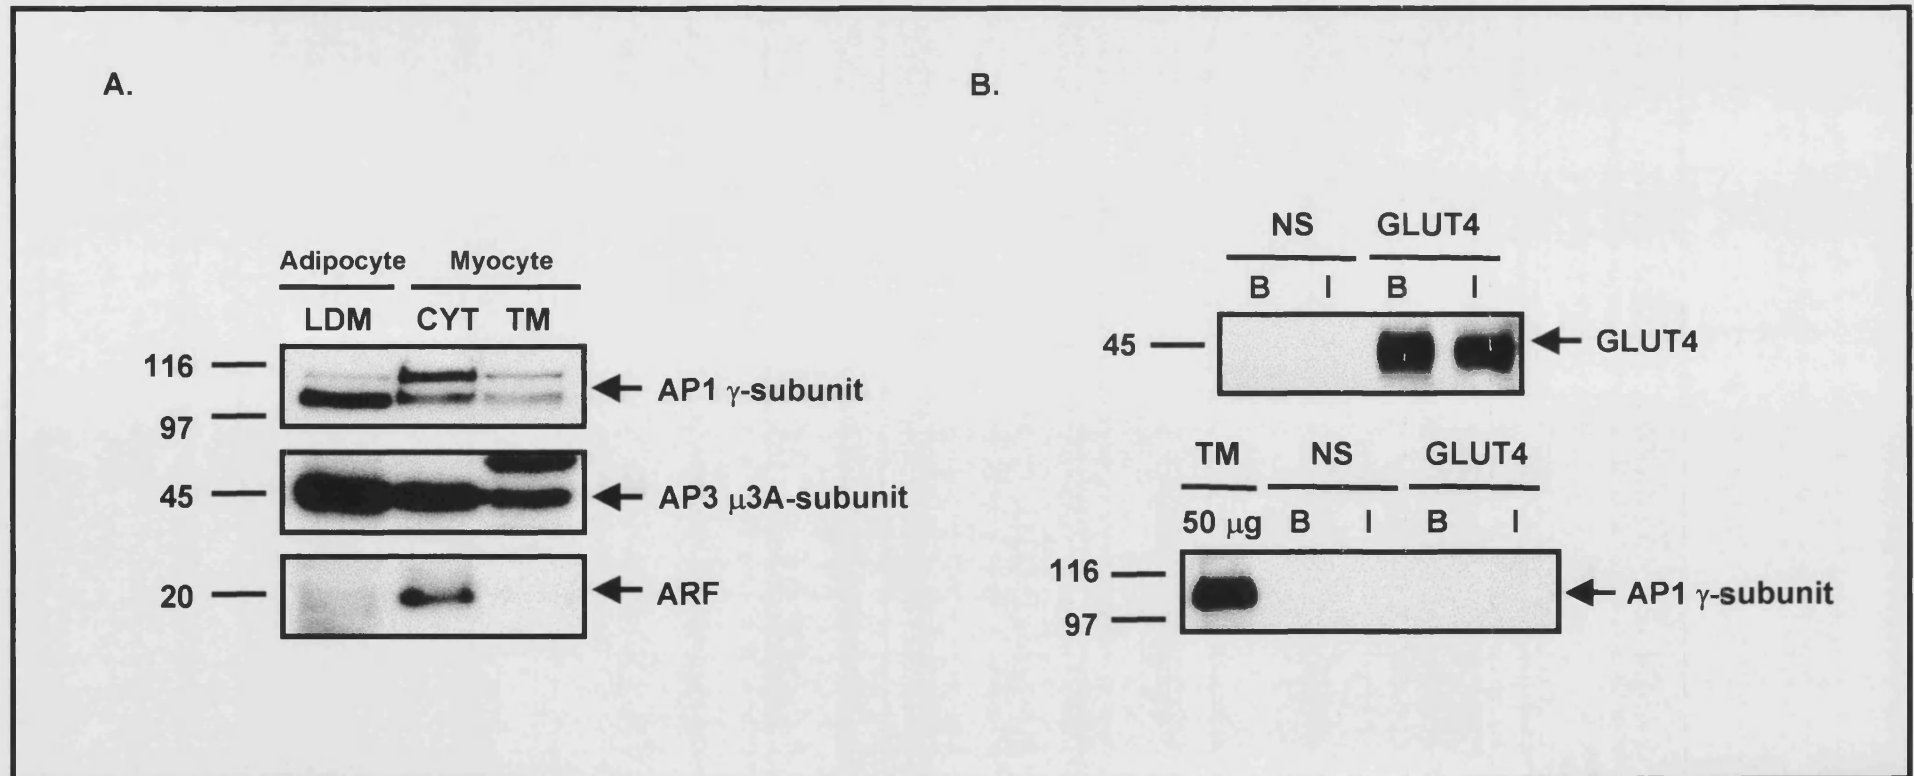 A.
Adipocyte Myocyte
LDM CYT TM
116
97
AP1 γ-subunit
45
AP3 μ3A-subunit
20
ARF
B.
NS GLUT4
B I B I
45
GLUT4
TM NS GLUT4
50 μg B I B I
116
97
AP1 γ-subunit